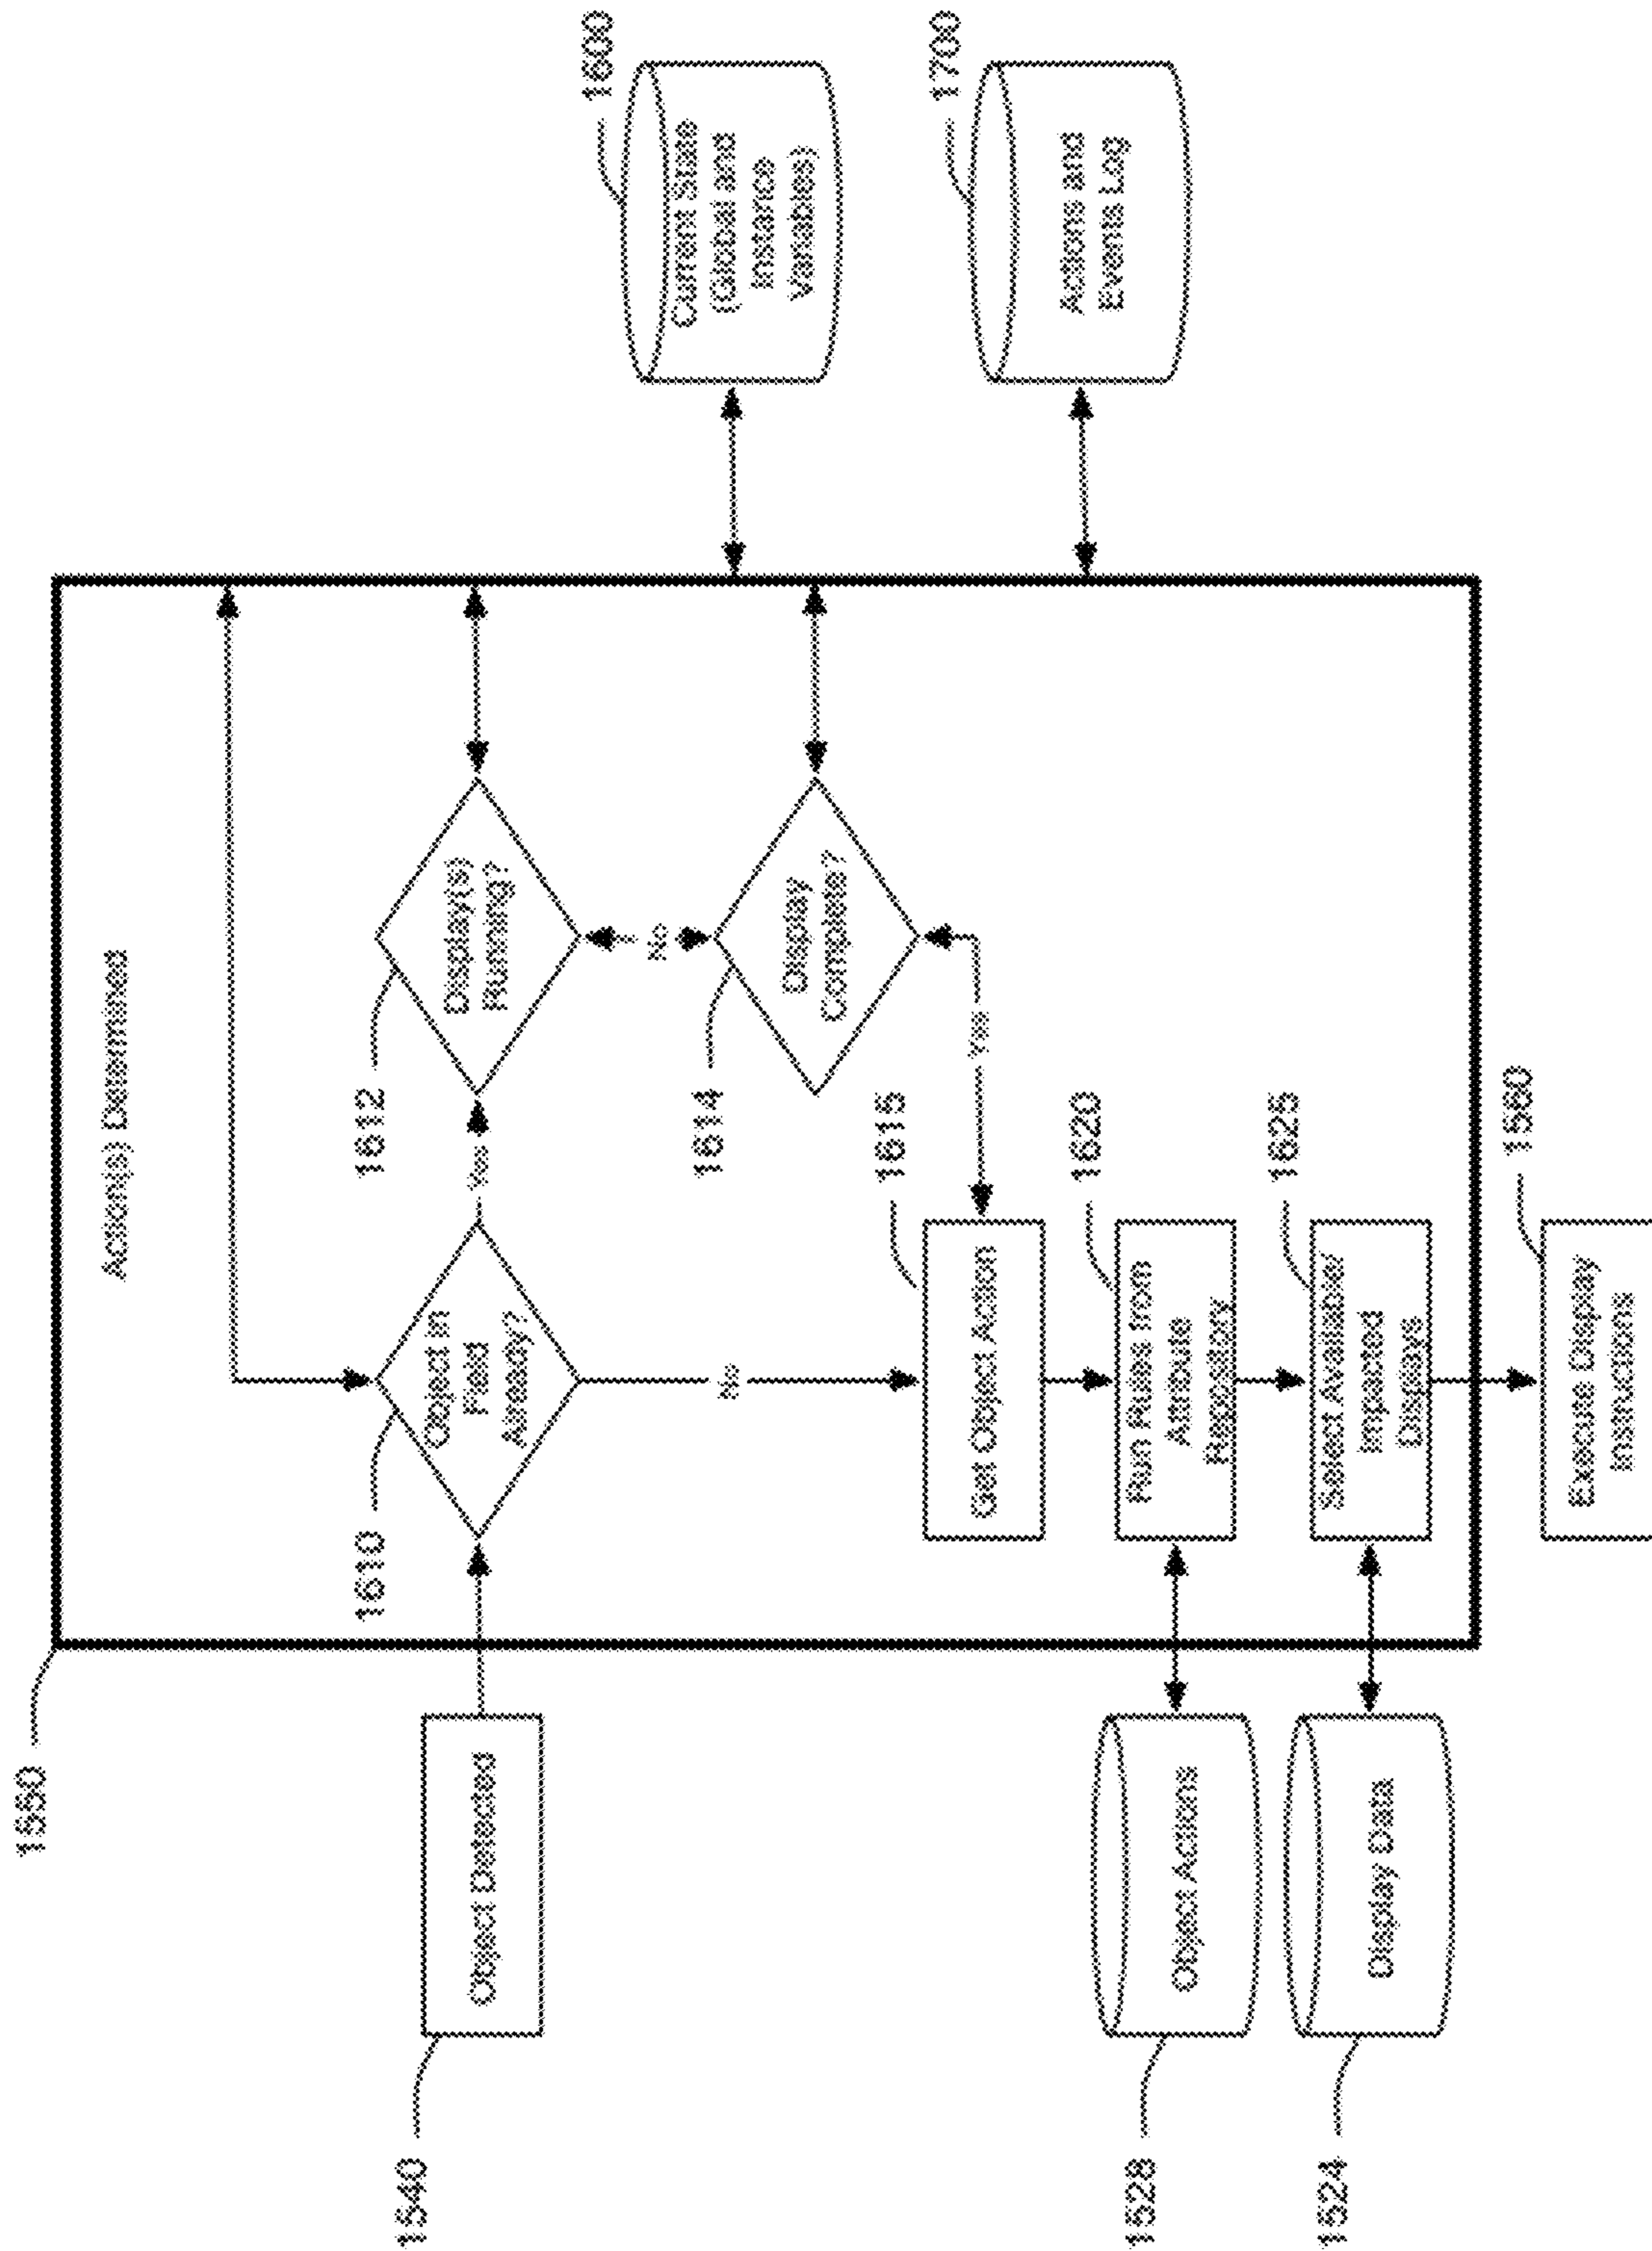 1550
Action(s) Determined
1540
Object Detected
1610
Object in
Field
Already?
Yes
1612
Display(s)
Running?
No
1614
Display
Complete?
Yes
No
1615
Get Object Action
1620
Run Rules from
Attribute
Repository
1625
Select Available/
Impacted
Displays
1560
Execute Display
Instructions
1528
Object Actions
1524
Display Data
1600
Current State
(Global and
Instance
Variables)
1700
Actions and
Events Log